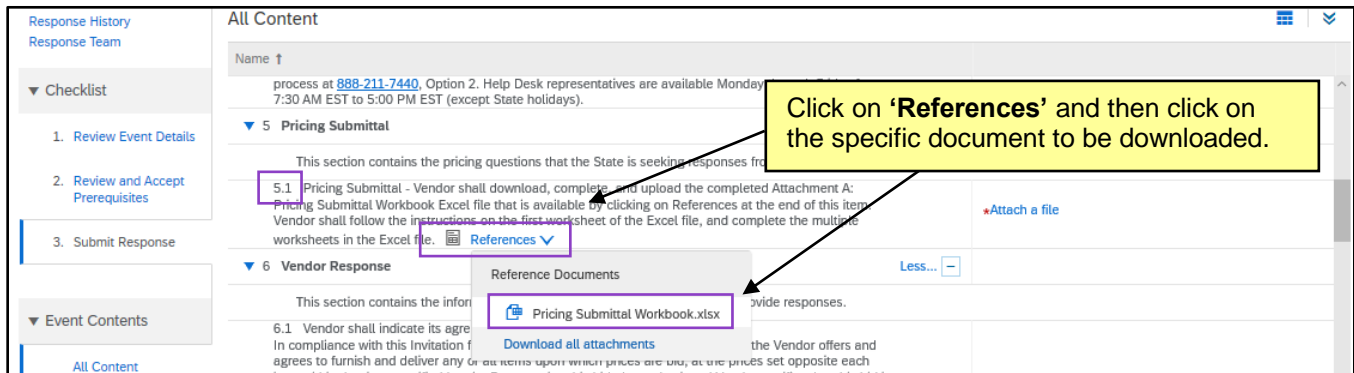 Response History
Response Team
▼ Checklist
1. Review Event Details
2. Review and Accept
Prerequisites
3. Submit Response
▼ Event Contents
All Content
All Content
Name ↑
process at 888-211-7440, Option 2. Help Desk representatives are available Monday
7:30 AM EST to 5:00 PM EST (except State holidays).
▼ 5 Pricing Submittal
This section contains the pricing questions that the State is seeking responses
5.1 Pricing Submittal - Vendor shall download, complete, and upload the completed Attachment A:
Pricing Submittal Workbook Excel file that is available by clicking on References at the end of this item.
Vendor shall follow the instructions on the first worksheet of the Excel file, and complete the multiple
worksheets in the Excel file. References
*Attach a file
Click on ‘References’ and then click on
the specific document to be downloaded.
▼ 6 Vendor Response
Less... −
Reference Documents
Pricing Submittal Workbook.xlsx
Download all attachments
This section contains the responses.
6.1 Vendor shall indicate its
In compliance with this Invitation the Vendor offers and
agrees to furnish and deliver any or all items upon which prices are bid, at the prices set opposite each